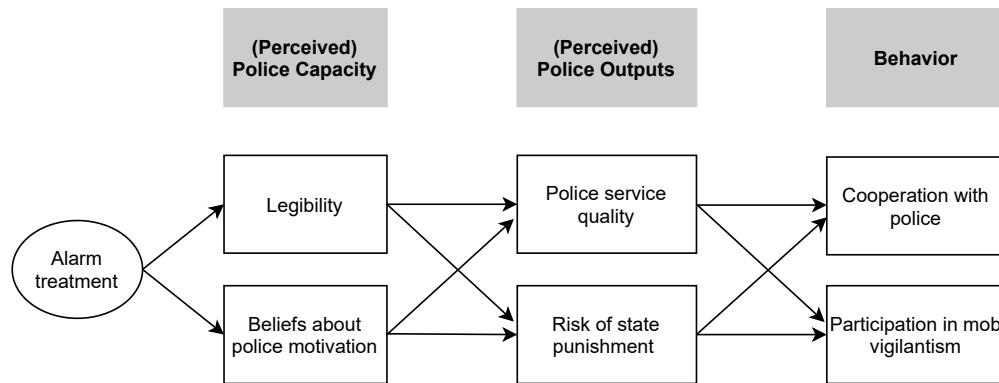 (Perceived)
Police Capacity
(Perceived)
Police Outputs
Behavior
Alarm
treatment
Legibility
Beliefs about
police motivation
Police service
quality
Risk of state
punishment
Cooperation with
police
Participation in mob
vigilantism